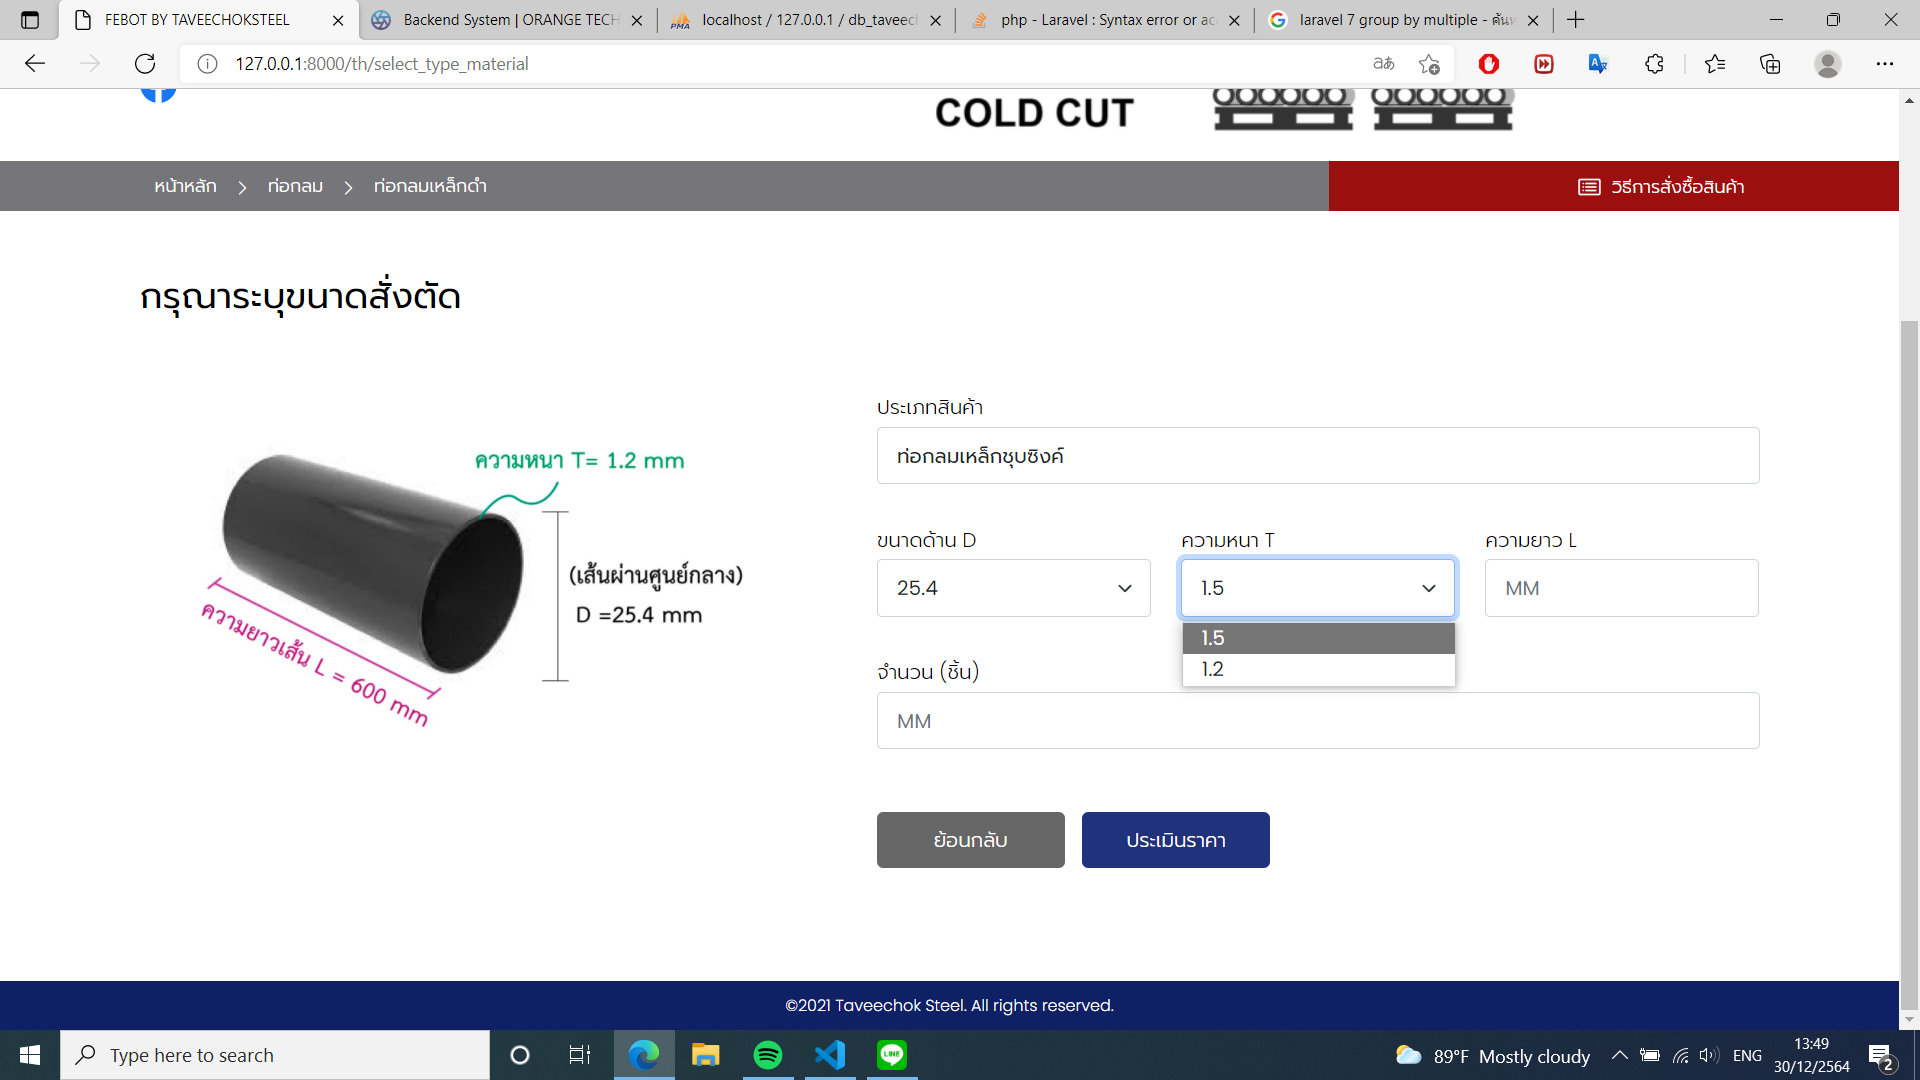 FEBOT BY TAVEECHOKSTEEL
Backend System | ORANGE TECH
localhost / 127.0.0.1 / db_taveec
php - Laravel : Syntax error or ac
laravel 7 group by multiple - ค้นห
127.0.0.1:8000/th/select_type_material
COLD CUT
หน้าหลัก > ท่อกลม > ท่อกลมเหล็กดำ
วิธีการสั่งซื้อสินค้า
กรุณาระบุขนาดสั่งตัด
ความหนา T= 1.2 mm
(เส้นผ่านศูนย์กลาง)
D =25.4 mm
ความยาวเส้น L = 600 mm
ประเภทสินค้า
ท่อกลมเหล็กชุบซิงค์
ขนาดด้าน D
ความหนา T
ความยาว L
25.4
1.5
MM
1.5
1.2
จำนวน (ชิ้น)
MM
ย้อนกลับ
ประเมินราคา
©2021 Taveechok Steel. All rights reserved.
Type here to search
LINE
89°F Mostly cloudy
ENG
13:49
30/12/2564
2